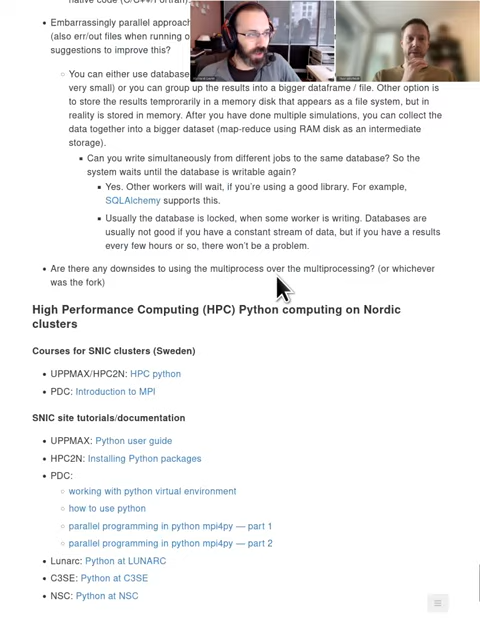 native code (C/C++/Fortran).
Embarrassingly parallel approach
(also err/out files when running o
suggestions to improve this?
You can either use database
very small) or you can group up the results into a bigger dataframe / file. Other option is
to store the results temprorarily in a memory disk that appears as a file system, but in
reality is stored in memory. After you have done multiple simulations, you can collect the
data together into a bigger dataset (map-reduce using RAM disk as an intermediate
storage).
Can you write simultaneously from different jobs to the same database? So the
system waits until the database is writable again?
Yes. Other workers will wait, if you're using a good library. For example,
SQLAlchemy supports this.
Usually the database is locked, when some worker is writing. Databases are
usually not good if you have a constant stream of data, but if you have a results
every few hours or so, there won't be a problem.
Are there any downsides to using the multiprocess over the multiprocessing? (or whichever
was the fork)
High Performance Computing (HPC) Python computing on Nordic
clusters
Courses for SNIC clusters (Sweden)
UPPMAX/HPC2N: HPC python
PDC: Introduction to MPI
SNIC site tutorials/documentation
UPPMAX: Python user guide
HPC2N: Installing Python packages
PDC:
working with python virtual environment
how to use python
parallel programming in python mpi4py — part 1
parallel programming in python mpi4py — part 2
Lunarc: Python at LUNARC
C3SE: Python at C3SE
NSC: Python at NSC